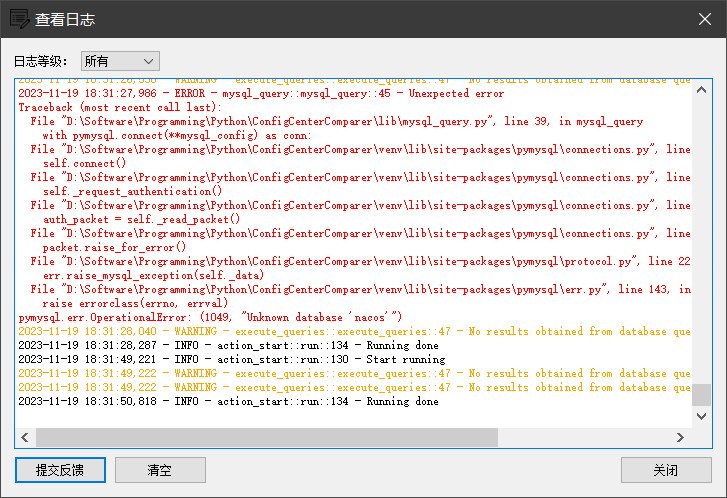 查看日志
日志等级： 所有
2023-11-19 18:31:26,550 - WARNING - execute_queries::execute_queries::47 - No results obtained from database que
2023-11-19 18:31:27,986 - ERROR - mysql_query::mysql_query::45 - Unexpected error
Traceback (most recent call last):
File "D:\Software\Programming\Python\ConfigCenterComparer\lib\mysql_query.py", line 39, in mysql_query
with pymysql.connect(**mysql_config) as conn:
File "D:\Software\Programming\Python\ConfigCenterComparer\venv\lib\site-packages\pymysql\connections.py", line
self.connect()
File "D:\Software\Programming\Python\ConfigCenterComparer\venv\lib\site-packages\pymysql\connections.py", line
self._request_authentication()
File "D:\Software\Programming\Python\ConfigCenterComparer\venv\lib\site-packages\pymysql\connections.py", line
auth_packet = self._read_packet()
File "D:\Software\Programming\Python\ConfigCenterComparer\venv\lib\site-packages\pymysql\connections.py", line
packet.raise_for_error()
File "D:\Software\Programming\Python\ConfigCenterComparer\venv\lib\site-packages\pymysql\protocol.py", line 22
err.raise_mysql_exception(self._data)
File "D:\Software\Programming\Python\ConfigCenterComparer\venv\lib\site-packages\pymysql\err.py", line 143, in
raise errorclass(errno, errval)
pymysql.err.OperationalError: (1049, "Unknown database 'nacos'")
2023-11-19 18:31:28,040 - WARNING - execute_queries::execute_queries::47 - No results obtained from database que
2023-11-19 18:31:28,287 - INFO - action_start::run::134 - Running done
2023-11-19 18:31:49,221 - INFO - action_start::run::130 - Start running
2023-11-19 18:31:49,222 - WARNING - execute_queries::execute_queries::47 - No results obtained from database que
2023-11-19 18:31:49,222 - WARNING - execute_queries::execute_queries::47 - No results obtained from database que
2023-11-19 18:31:50,818 - INFO - action_start::run::134 - Running done
提交反馈 清空 关闭